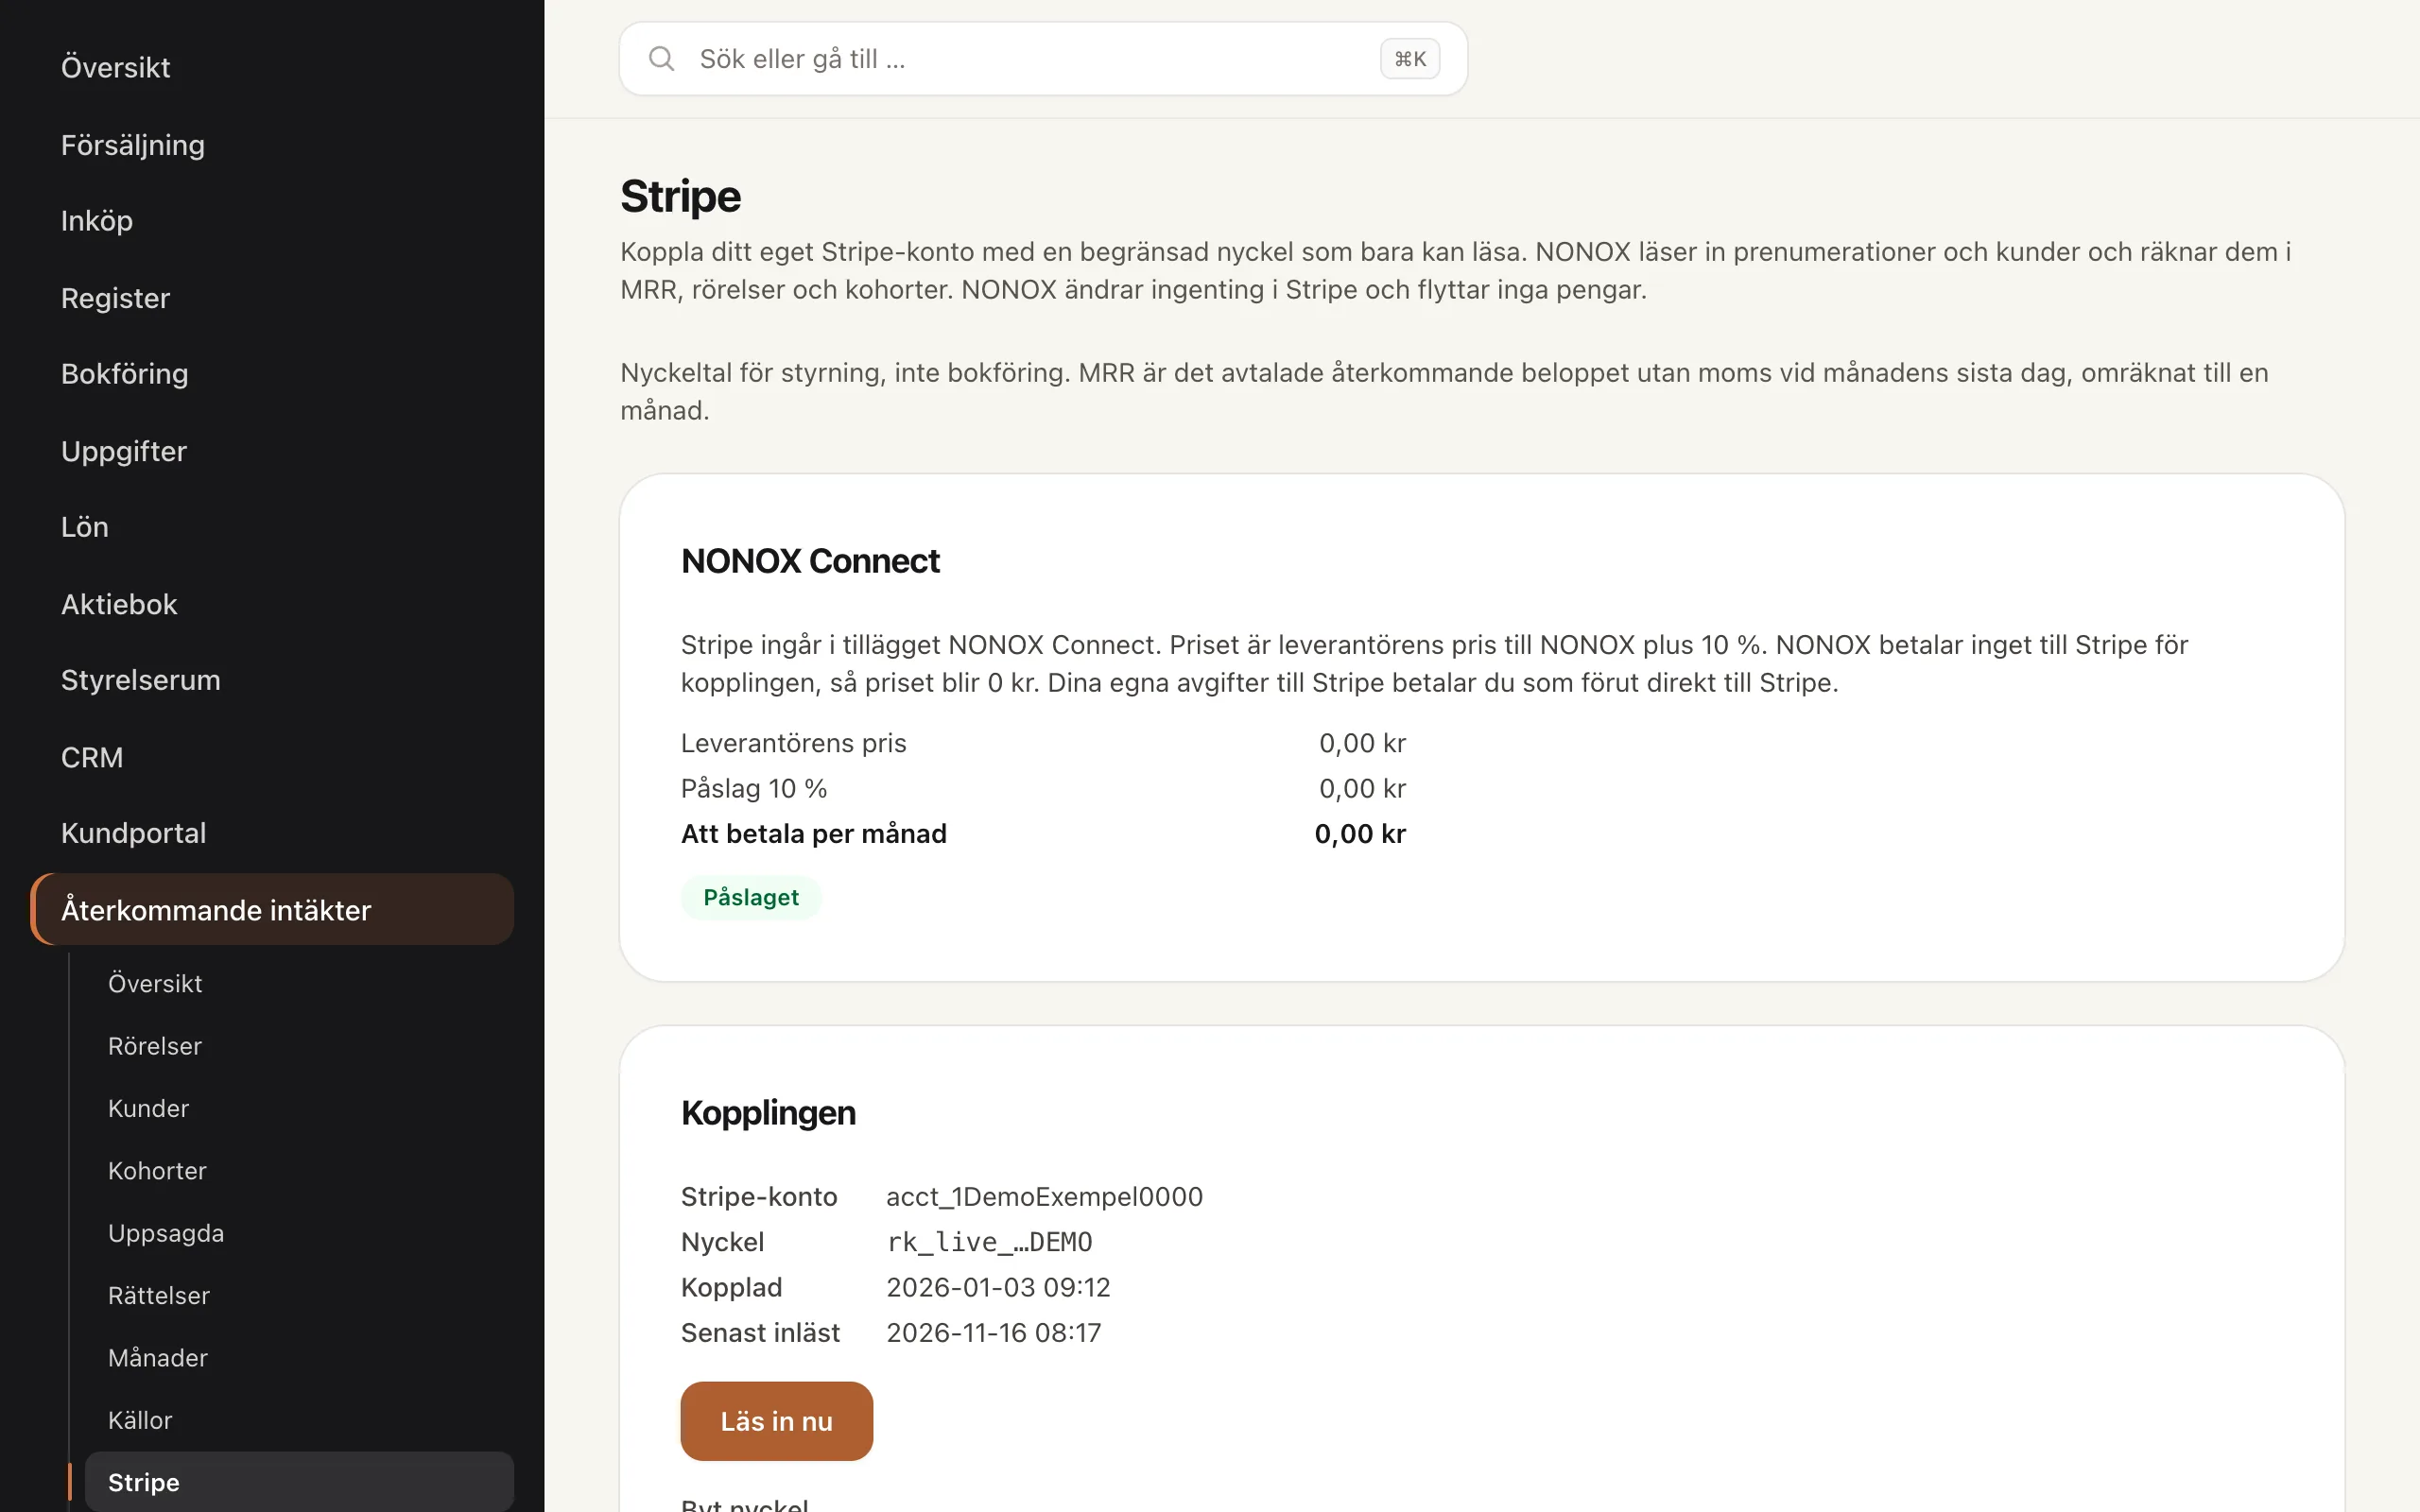 Översikt
Försäljning
Inköp
Register
Bokföring
Uppgifter
Lön
Aktiebok
Styrelserum
CRM
Kundportal
Återkommande intäkter
Översikt
Rörelser
Kunder
Kohorter
Uppsagda
Rättelser
Månader
Källor
Stripe
Sök eller gå till ...
⌘K
Stripe
Koppla ditt eget Stripe-konto med en begränsad nyckel som bara kan läsa. NONOX läser in prenumerationer och kunder och räknar dem i
MRR, rörelser och kohorter. NONOX ändrar ingenting i Stripe och flyttar inga pengar.
Nyckeltal för styrning, inte bokföring. MRR är det avtalade återkommande beloppet utan moms vid månadens sista dag, omräknat till en
månad.
NONOX Connect
Stripe ingår i tillägget NONOX Connect. Priset är leverantörens pris till NONOX plus 10 %. NONOX betalar inget till Stripe för
kopplingen, så priset blir 0 kr. Dina egna avgifter till Stripe betalar du som förut direkt till Stripe.
Leverantörens pris 0,00 kr
Påslag 10 % 0,00 kr
Att betala per månad 0,00 kr
Påslaget
Kopplingen
Stripe-konto acct_1DemoExempel0000
Nyckel rk_live_…DEMO
Kopplad 2026-01-03 09:12
Senast inläst 2026-11-16 08:17
Läs in nu
Byt nyckel